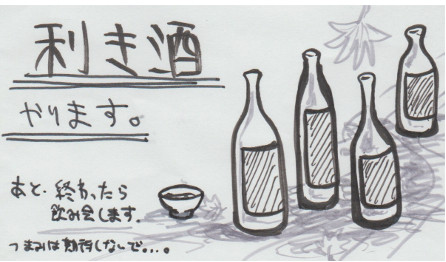 利き酒
やります。
あと、終わったら
飲み会します。
つまみは期待しないで...。